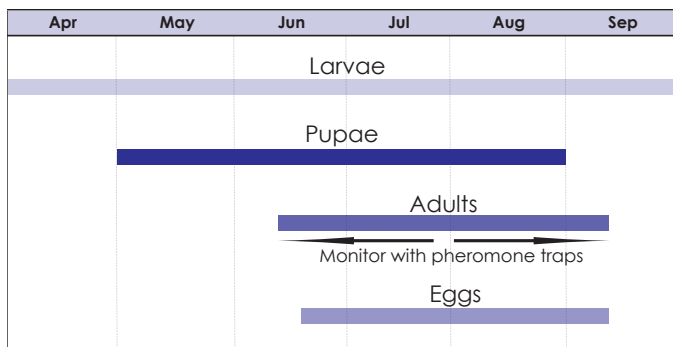 Apr May Jun Jul Aug Sep
Larvae
Pupae
Adults
Monitor with pheromone traps
Eggs